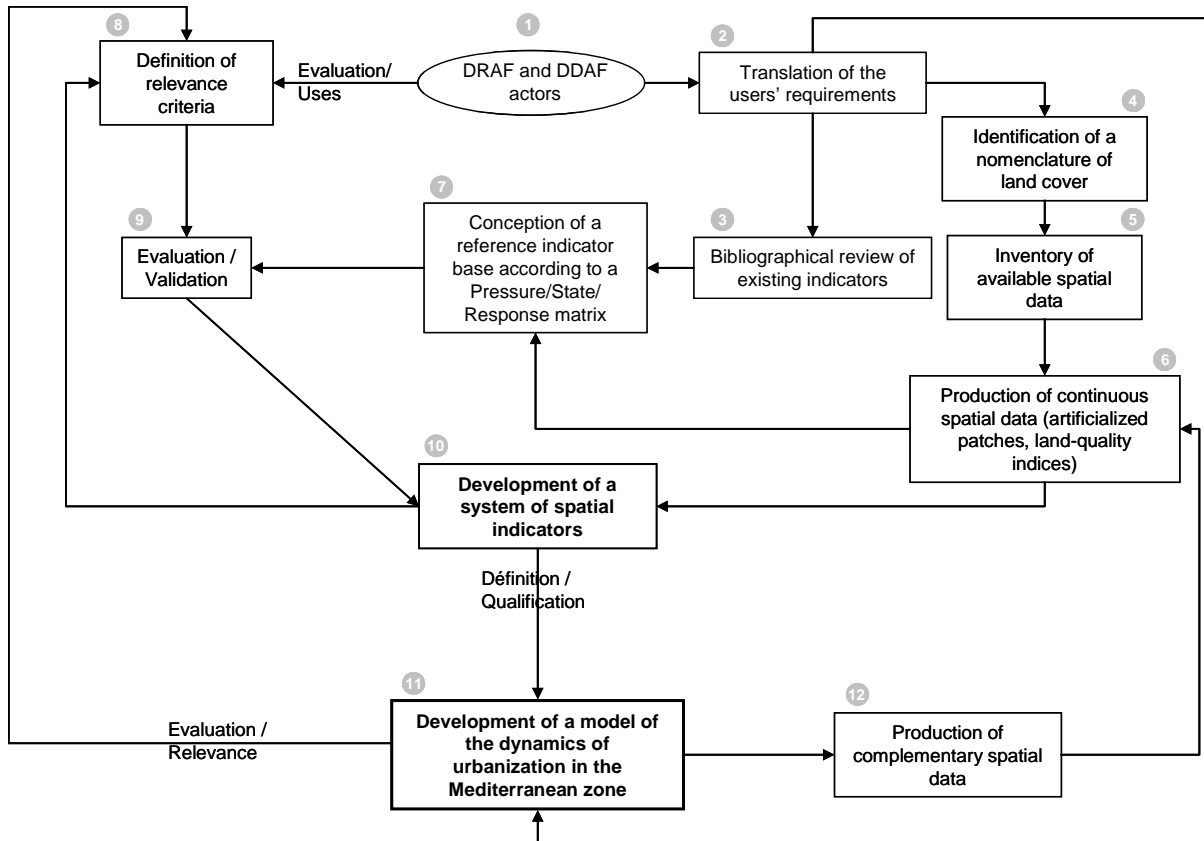 8
Definition of
relevance
criteria
Evaluation/
Uses
1
DRAF and DDAF
actors
2
Translation of the
users' requirements
4
Identification of a
nomenclature of
land cover
7
Conception of a
reference indicator
base according to a
Pressure/State/
Response matrix
3
Bibliographical review of
existing indicators
9
Evaluation /
Validation
5
Inventory of
available spatial
data
6
Production of continuous
spatial data (artificialized
patches, land-quality
indices)
10
Development of a
system of spatial
indicators
Définition /
Qualification
11
Development of a model of
the dynamics of
urbanization in the
Mediterranean zone
Evaluation /
Relevance
12
Production of
complementary spatial
data